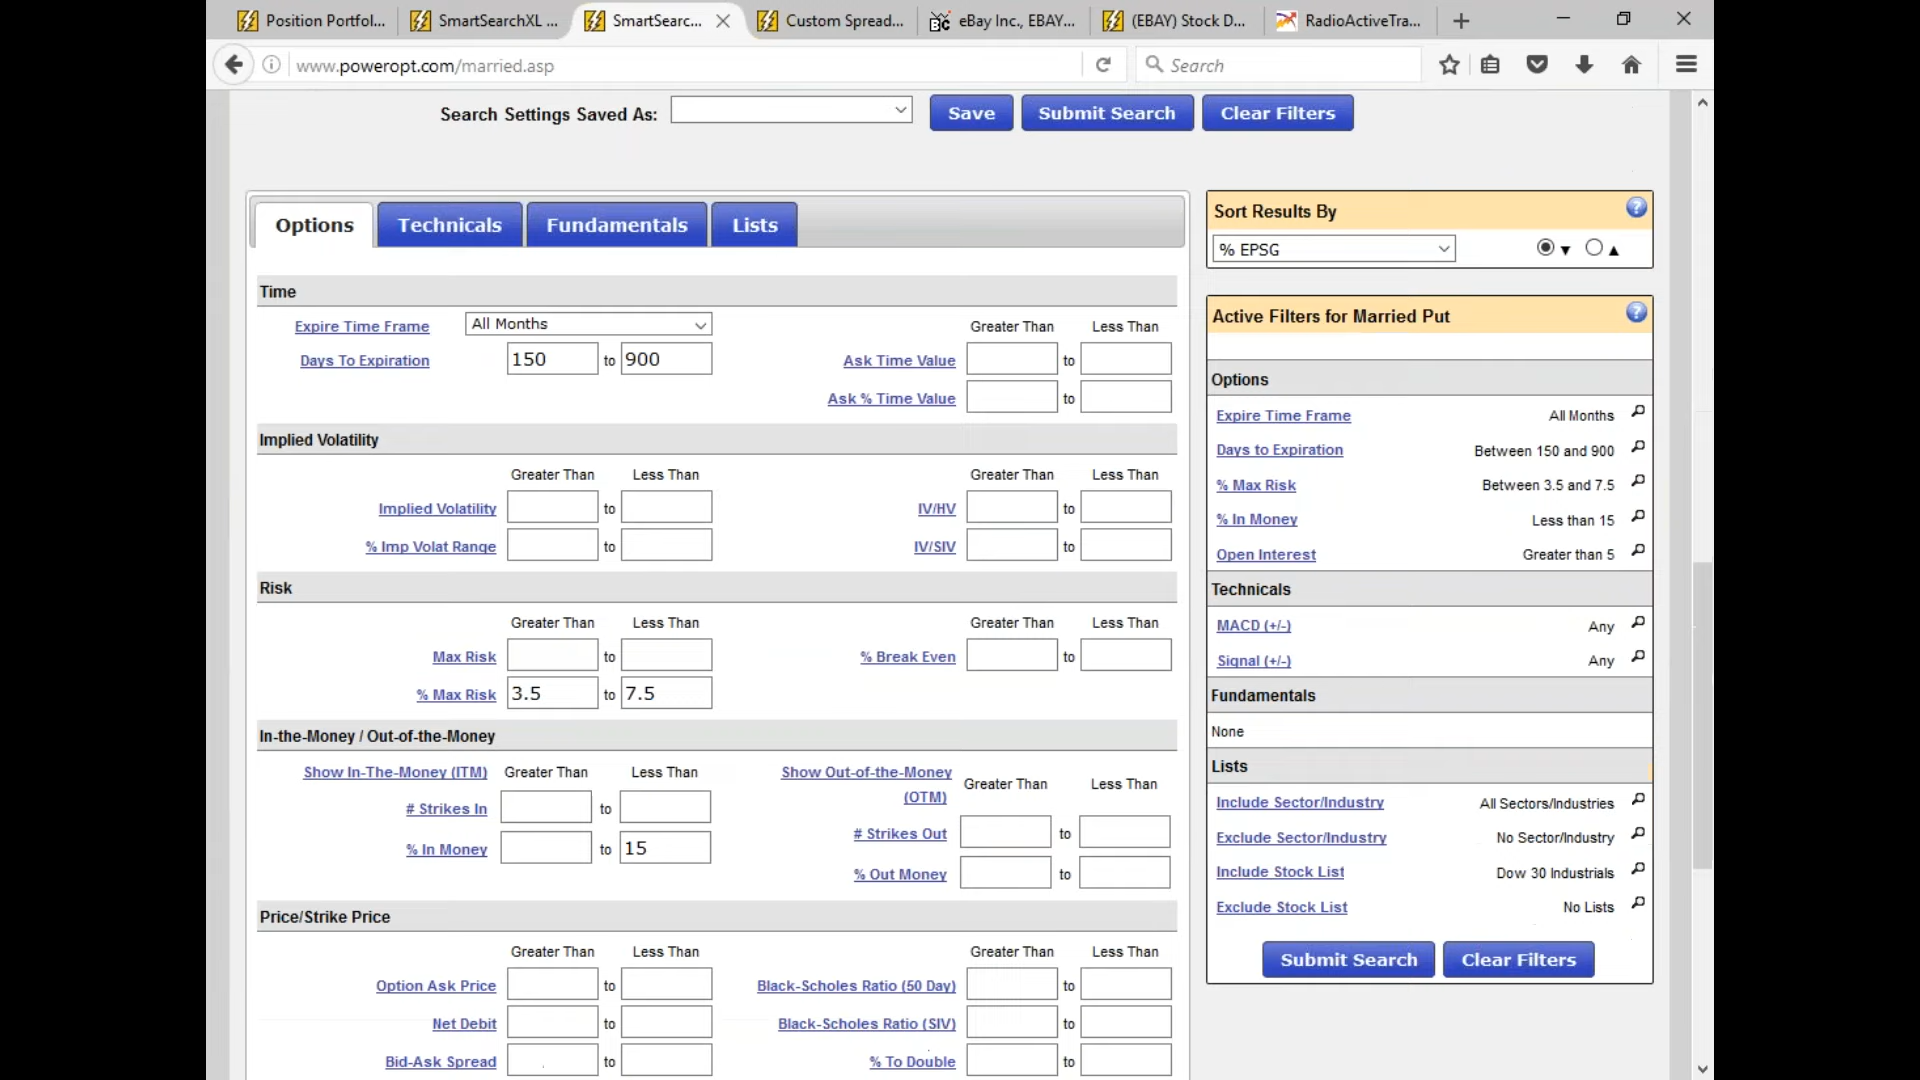 Position Portfol... SmartSearchXL ... SmartSearc... Custom Spread... eBay Inc., EBAY... (EBAY) Stock D... RadioActiveTra...
www.poweropt.com/married.asp Search
Search Settings Saved As: Save Submit Search Clear Filters
Options Technicals Fundamentals Lists
Time
Expire Time Frame All Months Greater Than Less Than
Days To Expiration 150 to 900 Ask Time Value to
Ask % Time Value to
Implied Volatility
Greater Than Less Than Greater Than Less Than
Implied Volatility to IV/HV to
% Imp Volat Range to IV/SIV to
Risk
Greater Than Less Than Greater Than Less Than
Max Risk to % Break Even to
% Max Risk 3.5 to 7.5
In-the-Money / Out-of-the-Money
Show In-The-Money (ITM) Greater Than Less Than
# Strikes In to
% In Money to 15
Show Out-of-the-Money
(OTM) Greater Than Less Than
# Strikes Out to
% Out Money to
Price/Strike Price
Greater Than Less Than Greater Than Less Than
Option Ask Price to Black-Scholes Ratio (50 Day) to
Net Debit to Black-Scholes Ratio (SIV) to
Bid-Ask Spread to % To Double to
Sort Results By ?
% EPSG
Active Filters for Married Put ?
Options
Expire Time Frame All Months
Days to Expiration Between 150 and 900
% Max Risk Between 3.5 and 7.5
% In Money Less than 15
Open Interest Greater than 5
Technicals
MACD (+/-) Any
Signal (+/-) Any
Fundamentals
None
Lists
Include Sector/Industry All Sectors/Industries
Exclude Sector/Industry No Sector/Industry
Include Stock List Dow 30 Industrials
Exclude Stock List No Lists
Submit Search Clear Filters